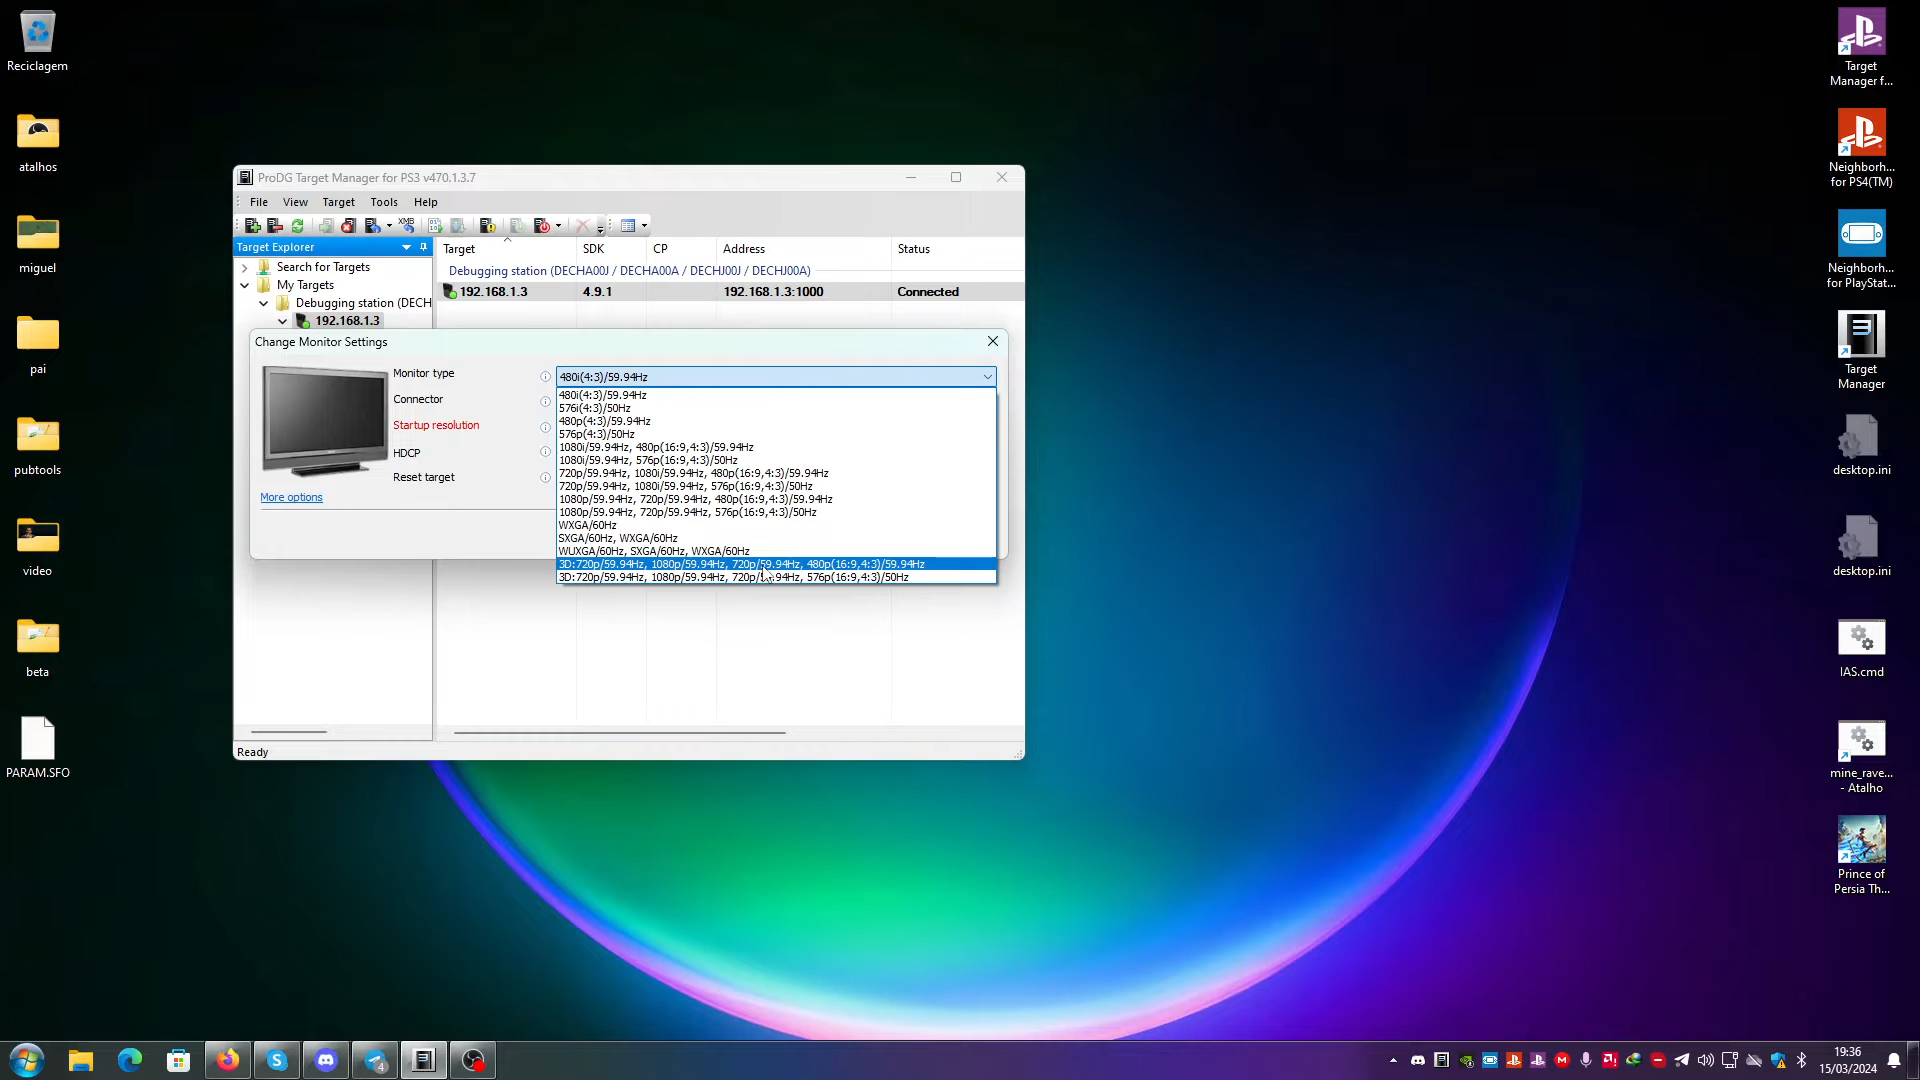 Reciclagem
atalhos
miguel
pai
pubtools
video
beta
PARAM.SFO
ProDG Target Manager for PS3 v470.1.3.7
File View Target Tools Help
XMB
Target Explorer
Search for Targets
My Targets
Debugging station (DECH
192.168.1.3
Target SDK CP Address Status
Debugging station (DECHA00J / DECHA00A / DECHJ00J / DECHJ00A)
192.168.1.3 4.9.1 192.168.1.3:1000 Connected
Change Monitor Settings
Monitor type
Connector
Startup resolution
HDCP
Reset target
More options
480i(4:3)/59.94Hz
480i(4:3)/59.94Hz
576i(4:3)/50Hz
480p(4:3)/59.94Hz
576p(4:3)/50Hz
1080i/59.94Hz, 480p(16:9,4:3)/59.94Hz
1080i/59.94Hz, 576p(16:9,4:3)/50Hz
720p/59.94Hz, 1080i/59.94Hz, 480p(16:9,4:3)/59.94Hz
720p/59.94Hz, 1080i/59.94Hz, 576p(16:9,4:3)/50Hz
1080p/59.94Hz, 720p/59.94Hz, 480p(16:9,4:3)/59.94Hz
1080p/59.94Hz, 720p/59.94Hz, 576p(16:9,4:3)/50Hz
WXGA/60Hz
SXGA/60Hz, WXGA/60Hz
WUXGA/60Hz, SXGA/60Hz, WXGA/60Hz
3D:720p/59.94Hz, 1080p/59.94Hz, 720p/59.94Hz, 480p(16:9,4:3)/59.94Hz
3D:720p/59.94Hz, 1080p/59.94Hz, 720p/59.94Hz, 576p(16:9,4:3)/50Hz
Ready
Target
Manager f...
Neighborh...
for PS4(TM)
Neighborh...
for PlayStat...
Target
Manager
desktop.ini
desktop.ini
IAS.cmd
mine_rave...
- Atalho
Prince of
Persia Th...
4
19:36
15/03/2024